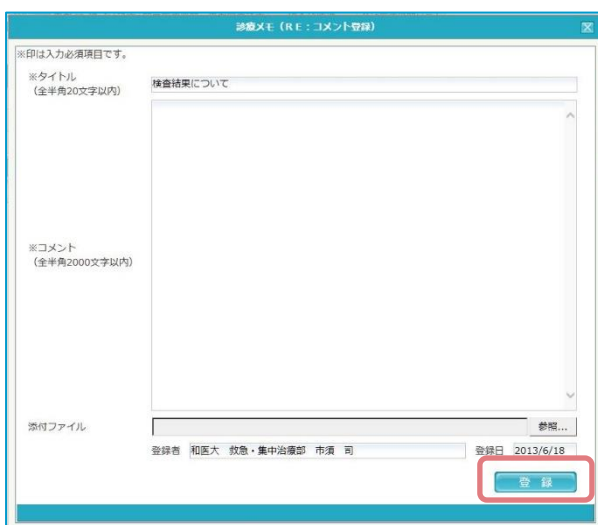 診療メモ（RE：コメント登録）
※印は入力必須項目です。
※タイトル
（全半角20文字以内）
検査結果について
※コメント
（全半角2000文字以内）
添付ファイル
参照...
登録者 和医大 救急・集中治療部 市須 司 登録日 2013/6/18
登 録